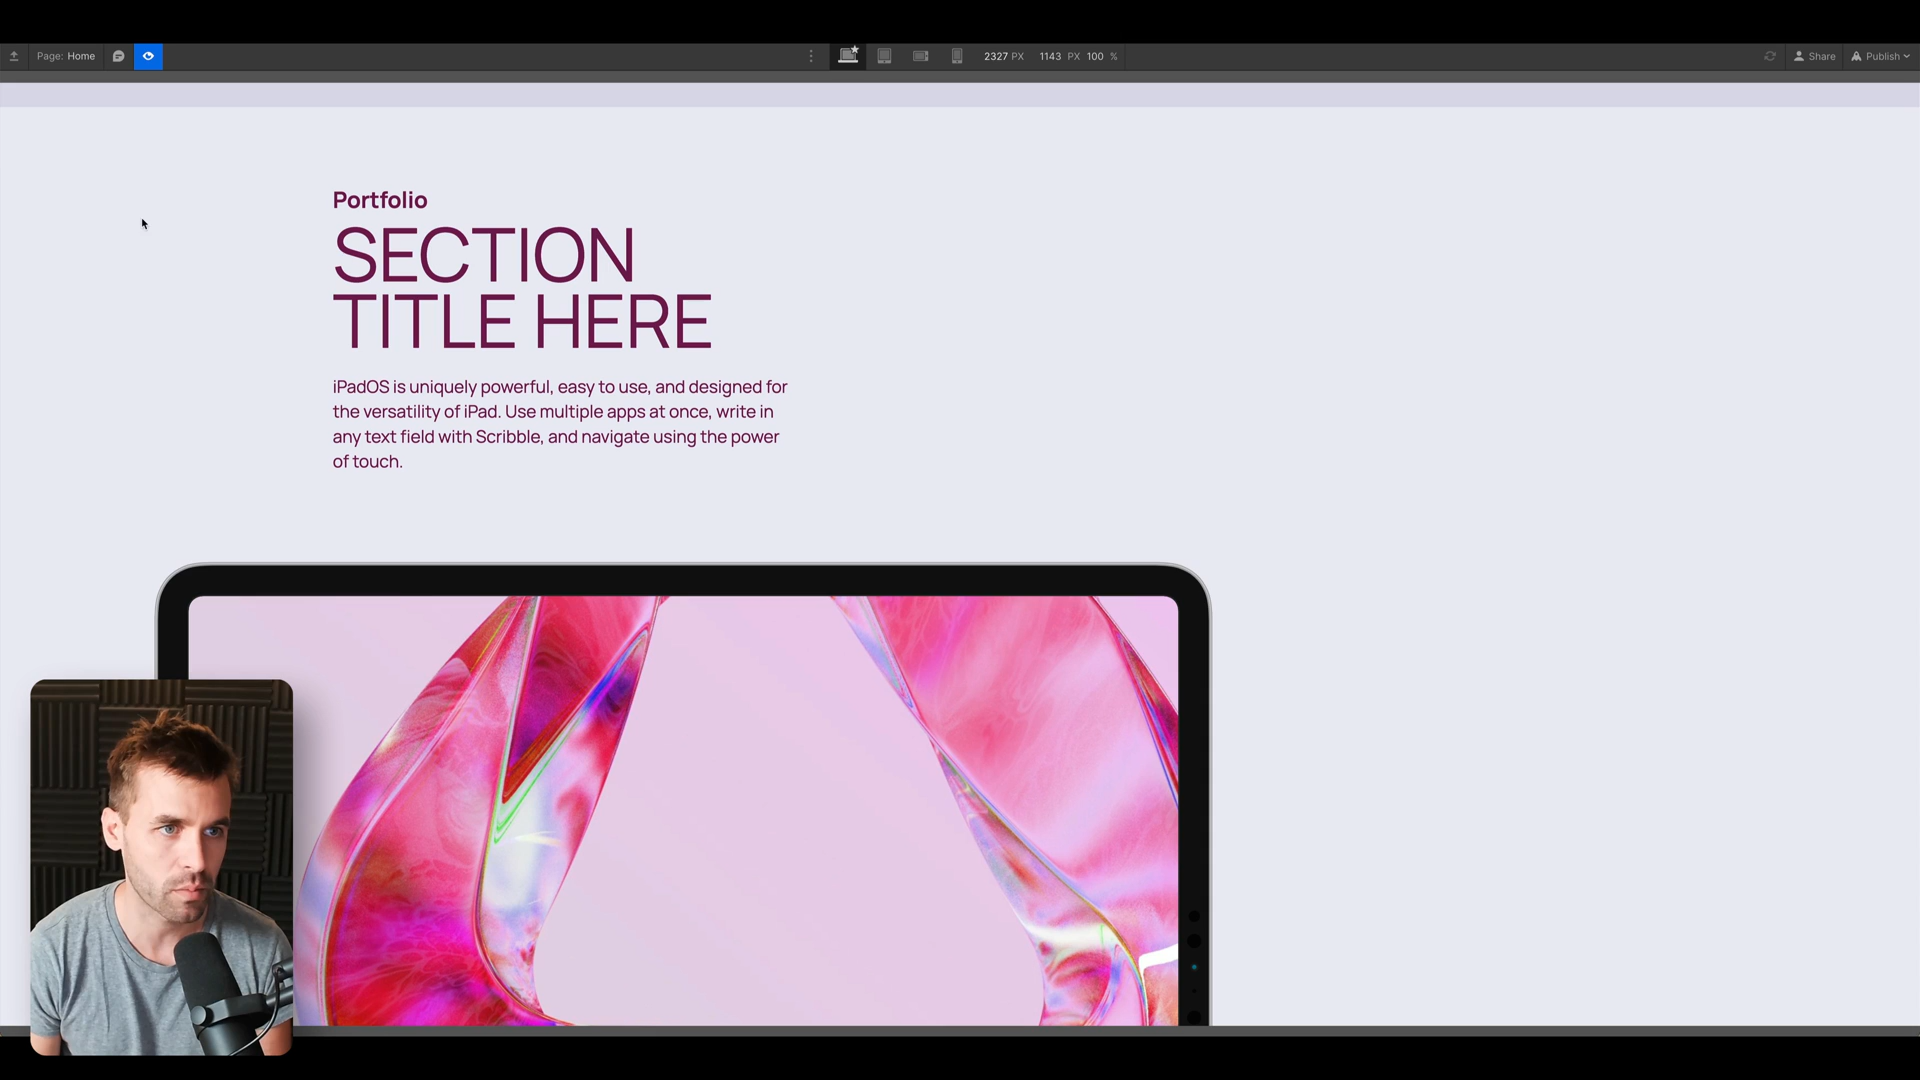 Page: Home
2327 PX 1143 PX 100 %
Share
Publish
Portfolio
SECTION
TITLE HERE
iPadOS is uniquely powerful, easy to use, and designed for
the versatility of iPad. Use multiple apps at once, write in
any text field with Scribble, and navigate using the power
of touch.